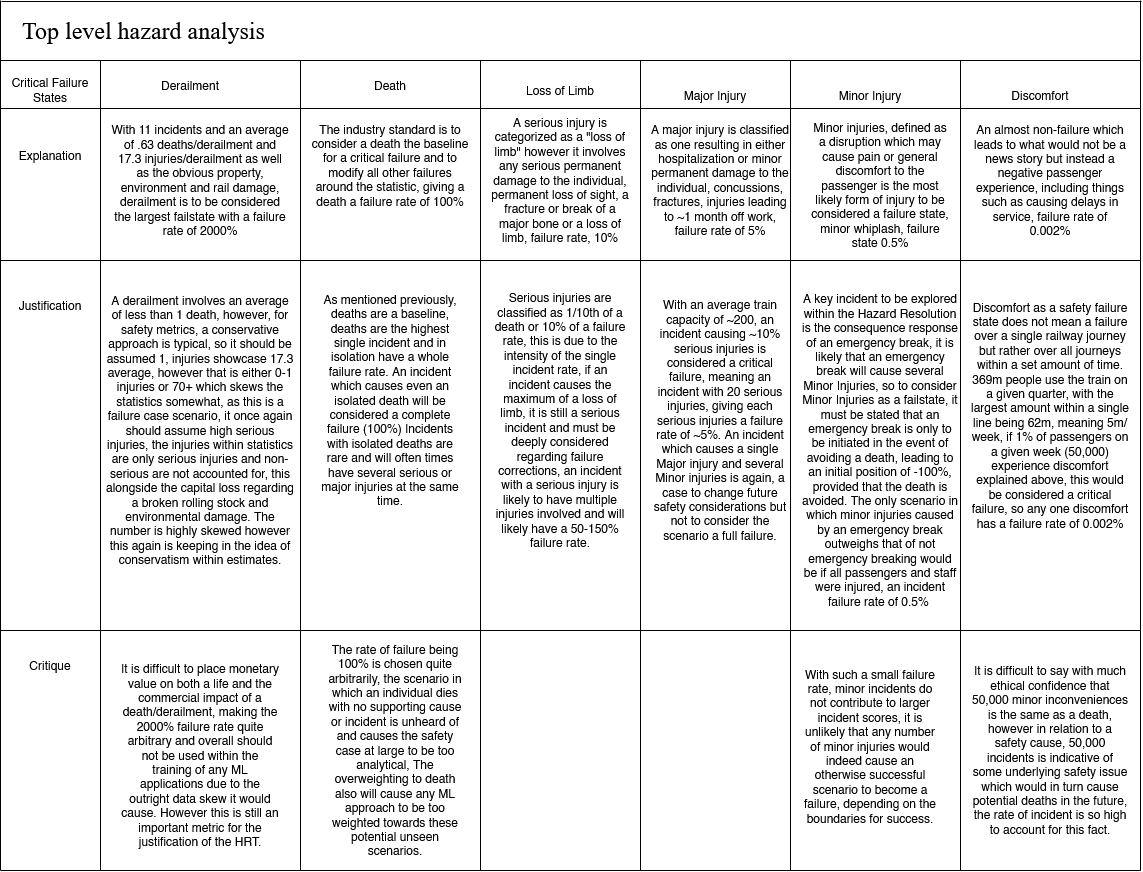 Top level hazard analysis
Critical Failure
States
Derailment
Death
Loss of Limb
Major Injury
Minor Injury
Discomfort
Explanation
With 11 incidents and an average
of .63 deaths/derailment and
17.3 injuries/derailment as well
as the obvious property,
environment and rail damage,
derailment is to be considered
the largest failstate with a failure
rate of 2000%
The industry standard is to
consider a death the baseline
for a critical failure and to
modify all other failures
around the statistic, giving a
death a failure rate of 100%
A serious injury is
categorized as a "loss of
limb" however it involves
any serious permanent
damage to the individual,
permanent loss of sight, a
fracture or break of a
major bone or a loss of
limb, failure rate, 10%
A major injury is classified
as one resulting in either
hospitalization or minor
permanent damage to the
individual, concussions,
fractures, injuries leading
to ~1 month off work,
failure rate of 5%
Minor injuries, defined as
a disruption which may
cause pain or general
discomfort to the
passenger is the most
likely form of injury to be
considered a failure state,
minor whiplash, failure
state 0.5%
An almost non-failure which
leads to what would not be a
news story but instead a
negative passenger
experience, including things
such as causing delays in
service, failure rate of
0.002%
Justification
A derailment involves an average
of less than 1 death, however, for
safety metrics, a conservative
approach is typical, so it should be
assumed 1, injuries showcase 17.3
average, however that is either 0-1
injuries or 70+ which skews the
statistics somewhat, as this is a
failure case scenario, it once again
should assume high serious
injuries, the injuries within statistics
are only serious injuries and non-
serious are not accounted for, this
alongside the capital loss regarding
a broken rolling stock and
environmental damage. The
number is highly skewed however
this again is keeping in the idea of
conservatism within estimates.
As mentioned previously,
deaths are a baseline,
deaths are the highest
single incident and in
isolation have a whole
failure rate. An incident
which causes even an
isolated death will be
considered a complete
failure (100%) Incidents
with isolated deaths are
rare and will often times
have several serious or
major injuries at the same
time.
Serious injuries are
classified as 1/10th of a
death or 10% of a failure
rate, this is due to the
intensity of the single
incident rate, if an
incident causes the
maximum of a loss of
limb, it is still a serious
incident and must be
deeply considered
regarding failure
corrections, an incident
with a serious injury is
likely to have multiple
injuries involved and will
likely have a 50-150%
failure rate.
With an average train
capacity of ~200, an
incident causing ~10%
serious injuries is
considered a critical
failure, meaning an
incident with 20 serious
injuries, giving each
serious injuries a failure
rate of ~5%. An incident
which causes a single
Major injury and several
Minor injuries is again, a
case to change future
safety considerations but
not to consider the
scenario a full failure.
A key incident to be explored
within the Hazard Resolution
is the consequence response
of an emergency break, it is
likely that an emergency
break will cause several
Minor Injuries, so to consider
Minor Injuries as a failstate, it
must be stated that an
emergency break is only to
be initiated in the event of
avoiding a death, leading to
an initial position of -100%,
provided that the death is
avoided. The only scenario in
which minor injuries caused
by an emergency break
outweighs that of not
emergency breaking would
be if all passengers and staff
were injured, an incident
failure rate of 0.5%
Discomfort as a safety failure
state does not mean a failure
over a single railway journey
but rather over all journeys
within a set amount of time.
369m people use the train on
a given quarter, with the
largest amount within a single
line being 62m, meaning 5m/
week, if 1% of passengers on
a given week (50,000)
experience discomfort
explained above, this would
be considered a critical
failure, so any one discomfort
has a failure rate of 0.002%
Critique
It is difficult to place monetary
value on both a life and the
commercial impact of a
death/derailment, making the
2000% failure rate quite
arbitrary and overall should
not be used within the
training of any ML
applications due to the
outright data skew it would
cause. However this is still an
important metric for the
justification of the HRT.
The rate of failure being
100% is chosen quite
arbitrarily, the scenario in
which an individual dies
with no supporting cause
or incident is unheard of
and causes the safety
case at large to be too
analytical, The
overweighting to death
also will cause any ML
approach to be too
weighted towards these
potential unseen
scenarios.
With such a small failure
rate, minor incidents do
not contribute to larger
incident scores, it is
unlikely that any number
of minor injuries would
indeed cause an
otherwise successful
scenario to become a
failure, depending on the
boundaries for success.
It is difficult to say with much
ethical confidence that
50,000 minor inconveniences
is the same as a death,
however in relation to a
safety cause, 50,000
incidents is indicative of
some underlying safety issue
which would in turn cause
potential deaths in the future,
the rate of incident is so high
to account for this fact.